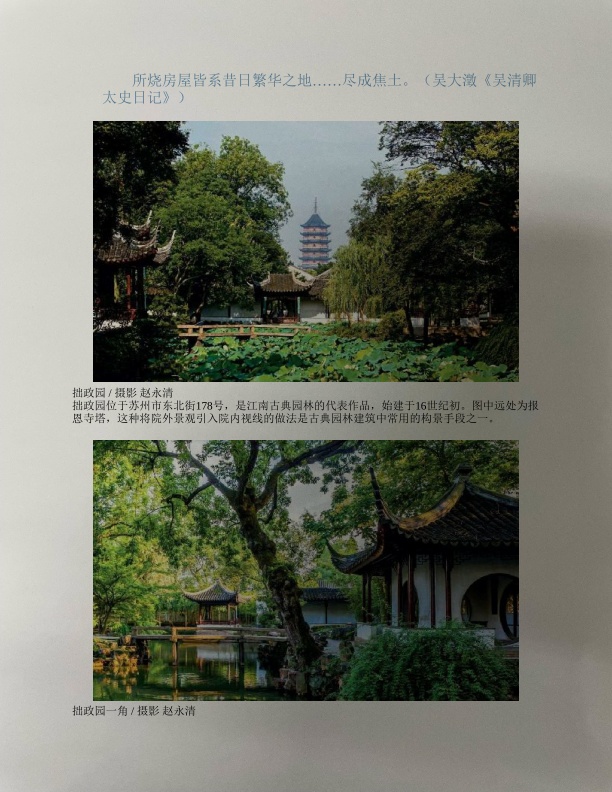 所烧房屋皆系昔日繁华之地……尽成焦土。（吴大澂《吴清卿
太史日记》）
拙政园 / 摄影 赵永清
拙政园位于苏州市东北街178号，是江南古典园林的代表作品，始建于16世纪初。图中远处为报
恩寺塔，这种将院外景观引入院内视线的做法是古典园林建筑中常用的构景手段之一。
拙政园一角 / 摄影 赵永清